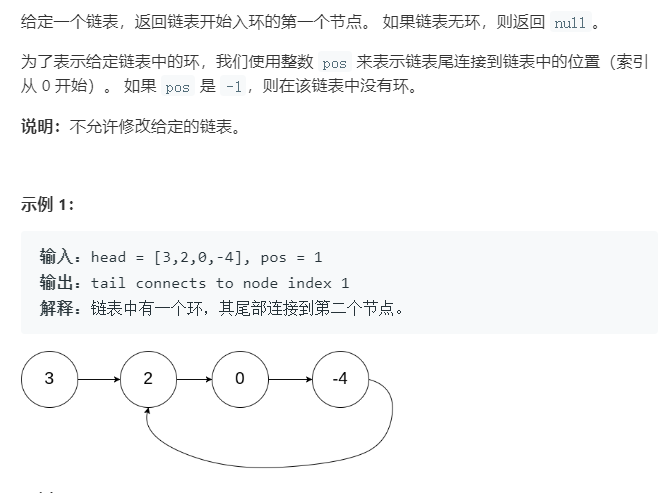 给定一个链表，返回链表开始入环的第一个节点。 如果链表无环，则返回 null 。
为了表示给定链表中的环，我们使用整数 pos 来表示链表尾连接到链表中的位置（索引
从 0 开始）。 如果 pos 是 -1，则在该链表中没有环。
说明：不允许修改给定的链表。
示例 1：
输入：head = [3,2,0,-4], pos = 1
输出：tail connects to node index 1
解释：链表中有一个环，其尾部连接到第二个节点。
3 2 0 -4